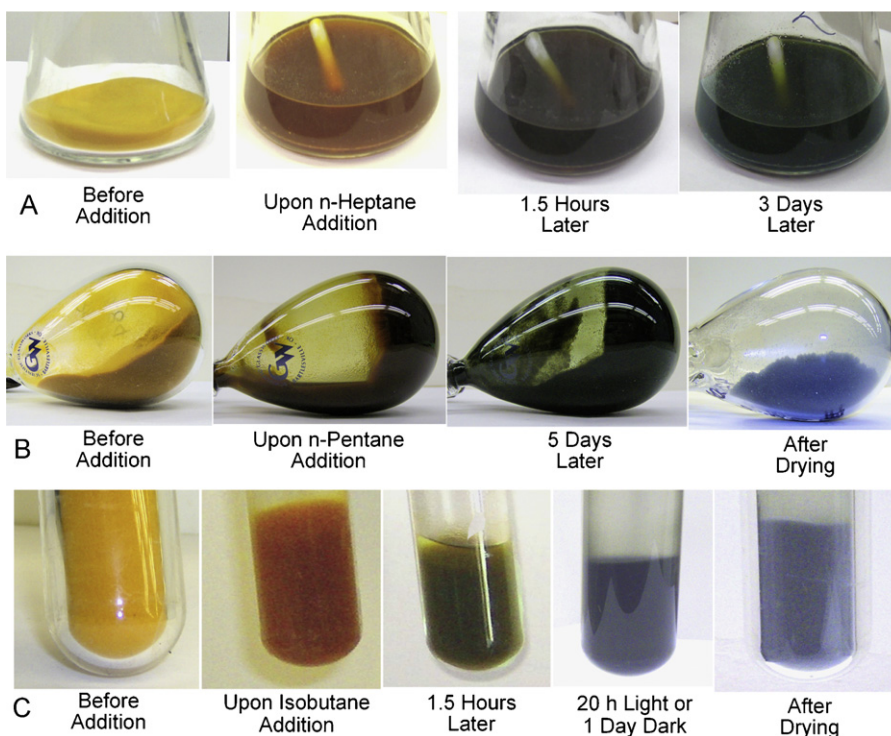 Before
Addition
Upon n-Heptane
Addition
1.5 Hours
Later
3 Days
Later
A
GW
Before
Addition
Upon n-Pentane
Addition
5 Days
Later
After
Drying
B
Before
Addition
Upon Isobutane
Addition
1.5 Hours
Later
20 h Light or
1 Day Dark
After
Drying
C